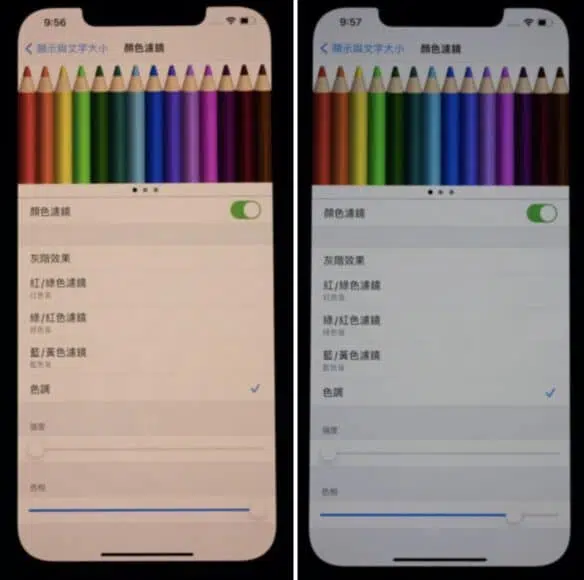 9:56
顯示與文字大小 顏色濾鏡
顏色濾鏡
灰階效果
紅/綠色濾鏡
紅色盲
綠/紅色濾鏡
綠色盲
藍/黃色濾鏡
藍色盲
色調
強度
色相
9:57
顯示與文字大小 顏色濾鏡
顏色濾鏡
灰階效果
紅/綠色濾鏡
紅色盲
綠/紅色濾鏡
綠色盲
藍/黃色濾鏡
藍色盲
色調
強度
色相